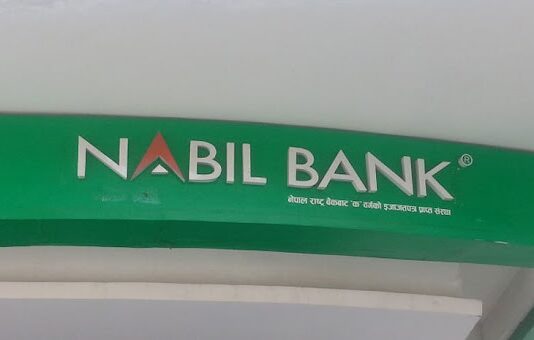 NABIL BANK®
नेपाल राष्ट्र बैंकबाट "क" वर्गको इजाजतपत्र प्राप्त संस्था